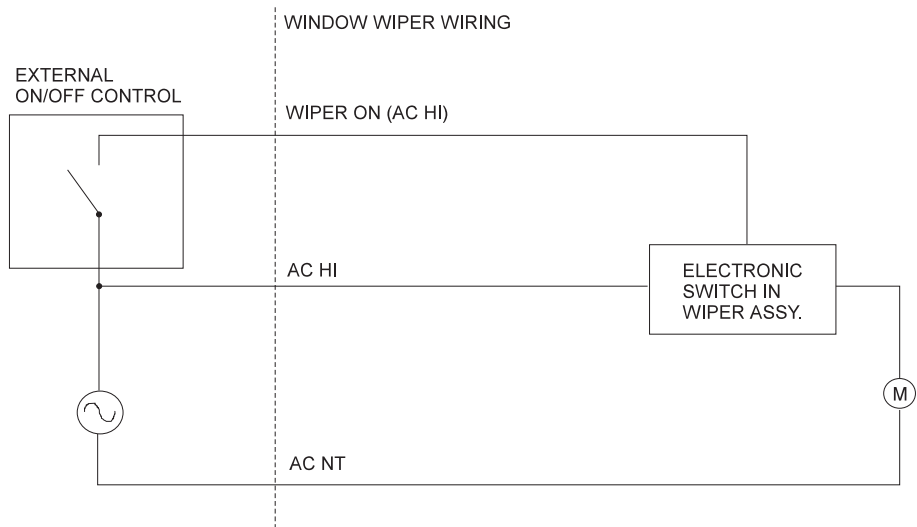 WINDOW WIPER WIRING
EXTERNAL
ON/OFF CONTROL
WIPER ON (AC HI)
AC HI
ELECTRONIC
SWITCH IN
WIPER ASSY.
M
AC NT